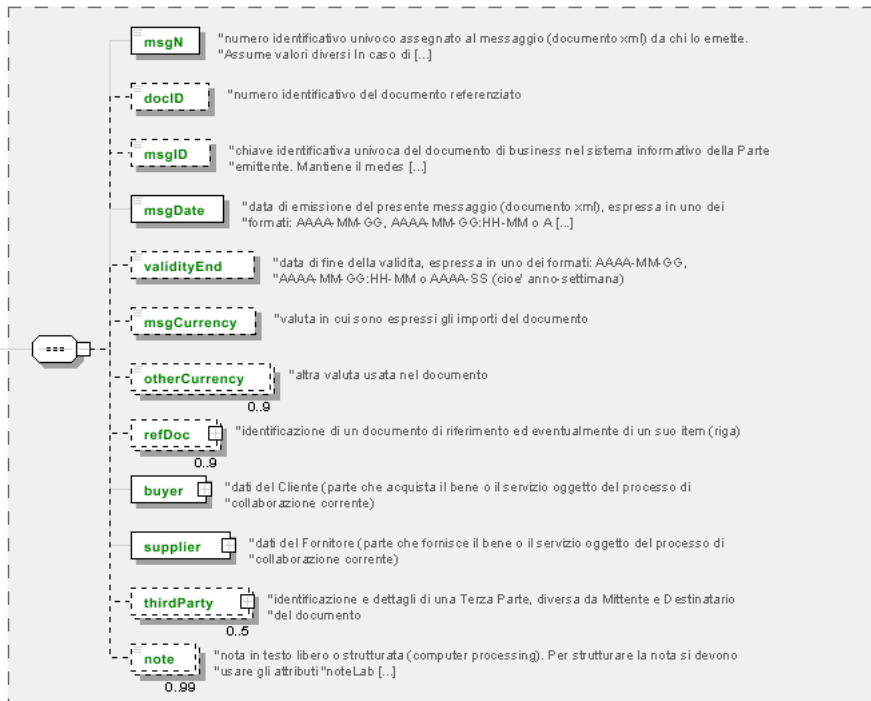 msgN
"numero identificativo univoco assegnato al messaggio (documento xml) da chi lo emette.
"Assume valori diversi In caso di [...]
docID
"numero identificativo del documento referenziato
msgID
"chiave identificativa univoca del documento di business nel sistema informativo della Parte
"emittente. Mantiene il medes [...]
msgDate
"data di emissione del presente messaggio (documento xml), espressa in uno dei
"formati: AAAA-MM-GG, AAAA-MM-GG:HH-MM o A [...]
validityEnd
"data di fine della validita, espressa in uno dei formati: AAAA-MM-GG,
"AAAA-MM-GG:HH-MM o AAAA-SS (cioe' anno-settimana)
msgCurrency
"valuta in cui sono espressi gli importi del documento
otherCurrency
"altra valuta usata nel documento
0..9
refDoc
"identificazione di un documento di riferimento ed eventualmente di un suo item (riga)
0..9
buyer
"dati del Cliente (parte che acquista il bene o il servizio oggetto del processo di
"collaborazione corrente)
supplier
"dati del Fornitore (parte che fornisce il bene o il servizio oggetto del processo di
"collaborazione corrente)
thirdParty
"identificazione e dettagli di una Terza Parte, diversa da Mittente e Destinatario
"del documento
0..5
note
"nota in testo libero o strutturata (computer processing). Per strutturare la nota si devono
"usare gli attributi "noteLab [...]
0..99